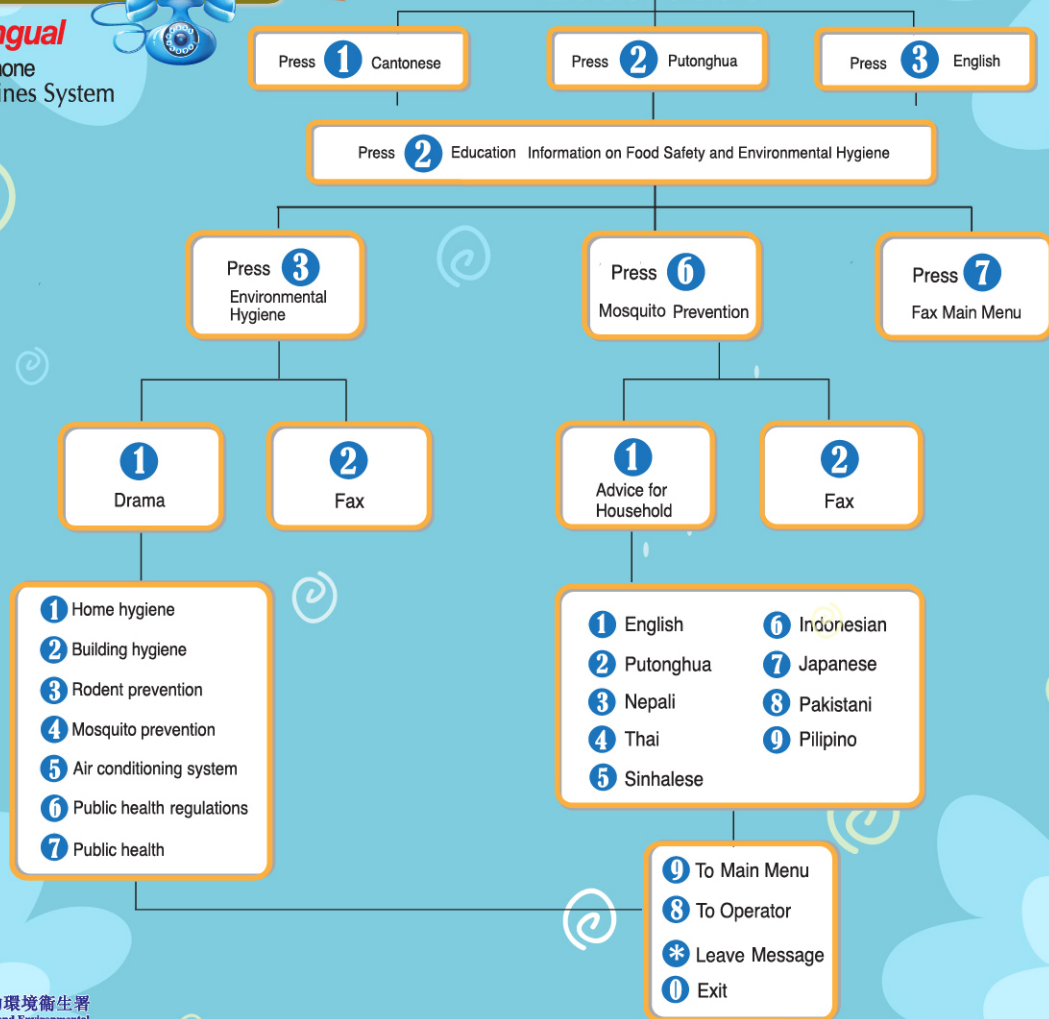 ngual
one
ines System
Press 1 Cantonese
Press 2 Putonghua
Press 3 English
Press 2 Education Information on Food Safety and Environmental Hygiene
Press 3
Environmental
Hygiene
Press 6
Mosquito Prevention
Press 7
Fax Main Menu
1
Drama
2
Fax
1
Advice for
Household
2
Fax
1 Home hygiene
2 Building hygiene
3 Rodent prevention
4 Mosquito prevention
5 Air conditioning system
6 Public health regulations
7 Public health
1 English
2 Putonghua
3 Nepali
4 Thai
5 Sinhalese
6 Indonesian
7 Japanese
8 Pakistani
9 Pilipino
9 To Main Menu
8 To Operator
* Leave Message
0 Exit
環境衞生署
and Environmental